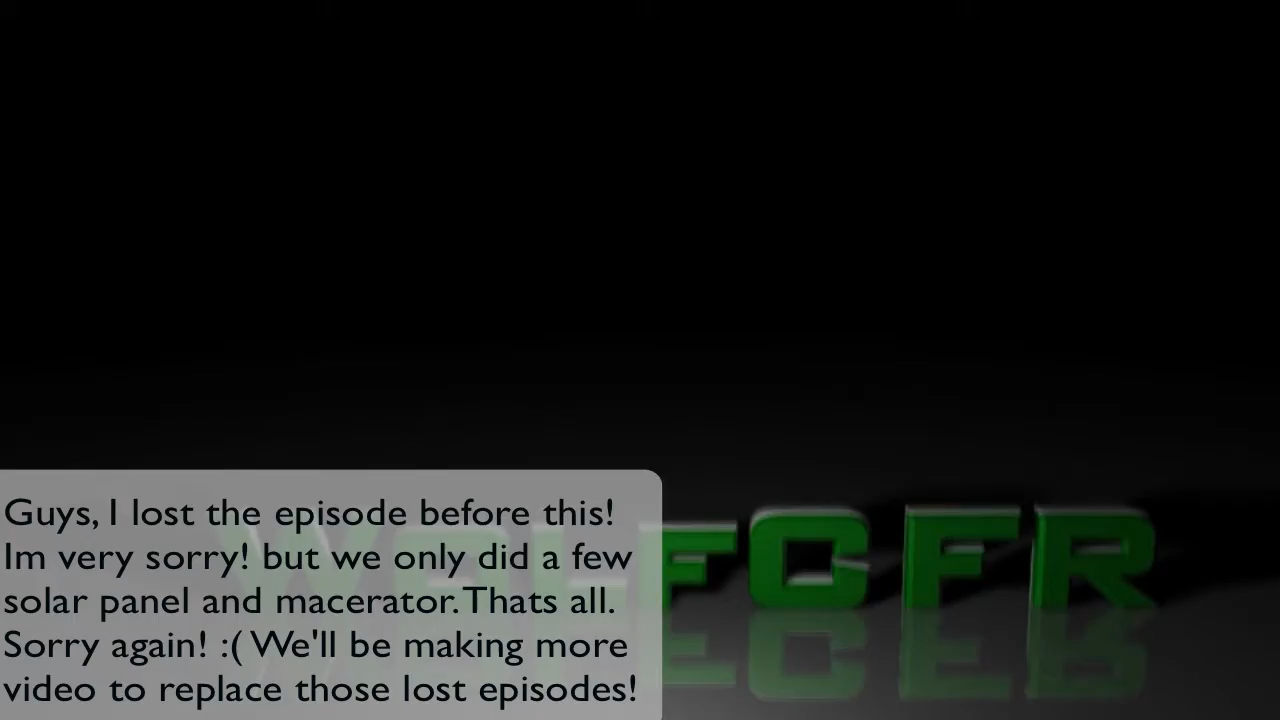 Guys, I lost the episode before this!
Im very sorry! but we only did a few
solar panel and macerator. Thats all.
Sorry again! :( We'll be making more
video to replace those lost episodes!